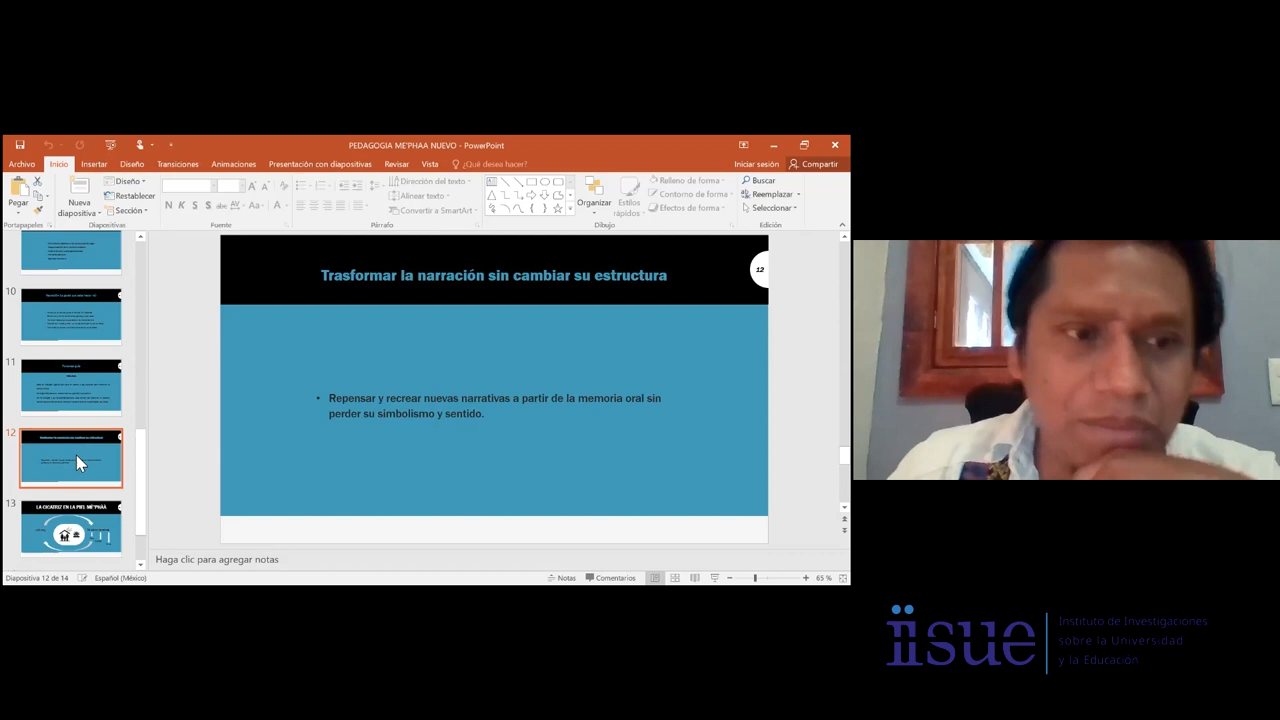 PEDAGOGIA ME'PHAA NUEVO - PowerPoint
Archivo Inicio Insertar Diseño Transiciones Animaciones Presentación con diapositivas Revisar Vista ¿Qué desea hacer? Iniciar sesión Compartir
Pegar
Nueva diapositiva
Diseño
Restablecer
Sección
N K S S abc AV Aa A
Dirección del texto
Alinear texto
Convertir a SmartArt
Organizar
Estilos rápidos
Relleno de forma
Contorno de forma
Efectos de forma
Buscar
Reemplazar
Seleccionar
Portapapeles Diapositivas Fuente Párrafo Dibujo Edición
10
11
12
13
LA CICATRIZ EN LA PIEL ME'PHÀÀ
Trasformar la narración sin cambiar su estructura
12
• Repensar y recrear nuevas narrativas a partir de la memoria oral sin
perder su simbolismo y sentido.
Haga clic para agregar notas
Diapositiva 12 de 14 Español (México) Notas Comentarios 65 %
iisue
Instituto de Investigaciones
sobre la Universidad
y la Educación